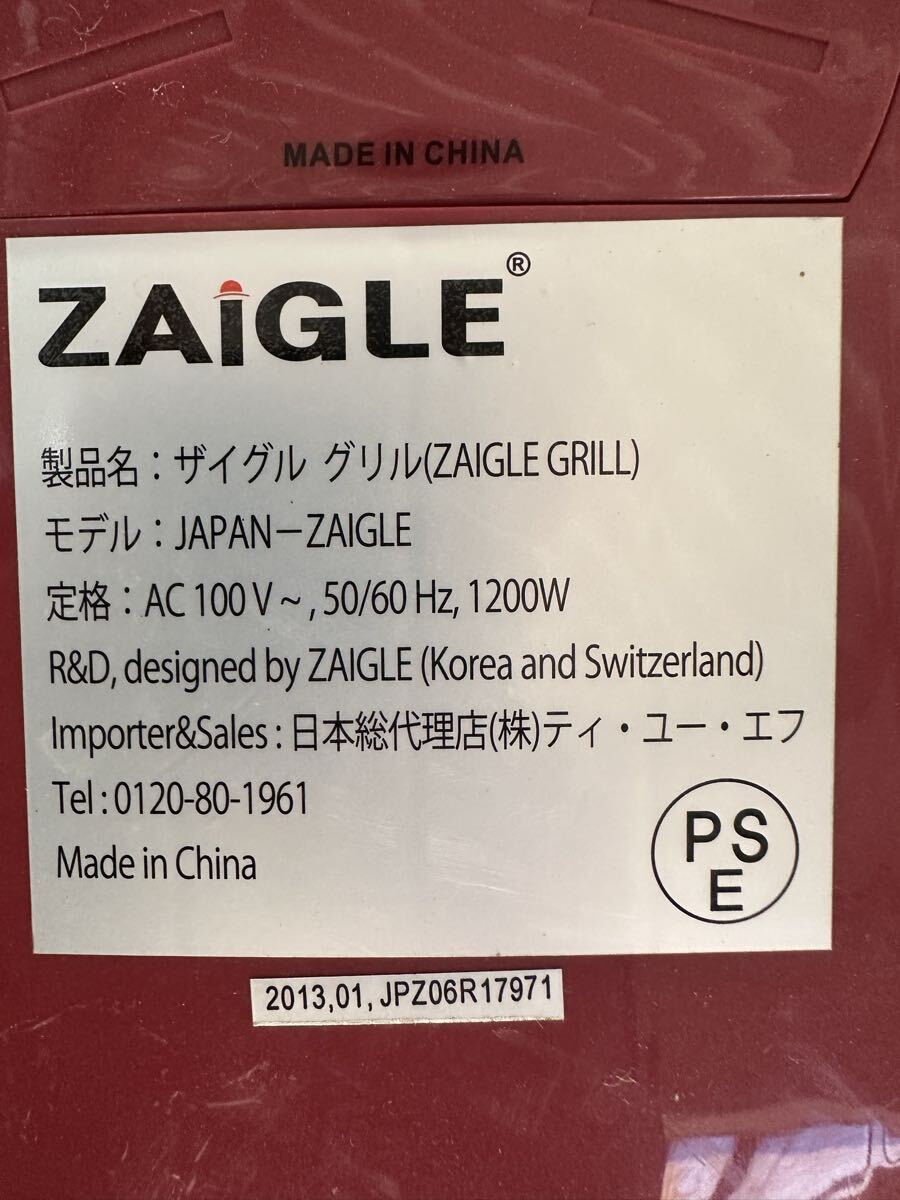 MADE IN CHINA
ZAiGLE®
製品名：ザイグル グリル(ZAIGLE GRILL)
モデル：JAPAN－ZAIGLE
定格：AC 100 V ~ , 50/60 Hz, 1200W
R&D, designed by ZAIGLE (Korea and Switzerland)
Importer&Sales : 日本総代理店(株)ティ・ユー・エフ
Tel : 0120-80-1961
Made in China
PS
E
2013,01, JPZ06R17971